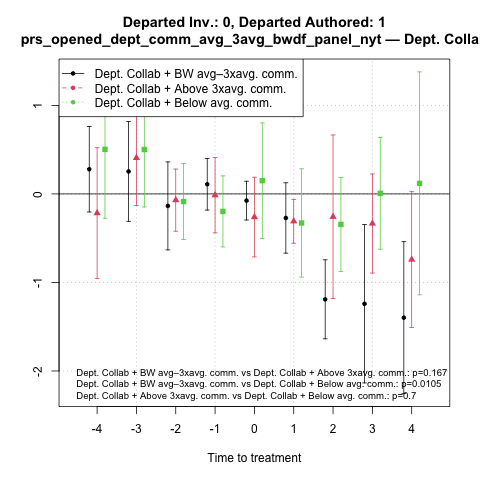 Departed Inv.: 0, Departed Authored: 1
prs_opened_dept_comm_avg_3avg_bwdf_panel_nyt — Dept. Colla
Dept. Collab + BW avg–3xavg. comm.
Dept. Collab + Above 3xavg. comm.
Dept. Collab + Below avg. comm.
1
0
-1
-2
Dept. Collab + BW avg–3xavg. comm. vs Dept. Collab + Above 3xavg. comm.: p=0.167
Dept. Collab + BW avg–3xavg. comm. vs Dept. Collab + Below avg. comm.: p=0.0105
Dept. Collab + Above 3xavg. comm. vs Dept. Collab + Below avg. comm.: p=0.7
-4 -3 -2 -1 0 1 2 3 4
Time to treatment